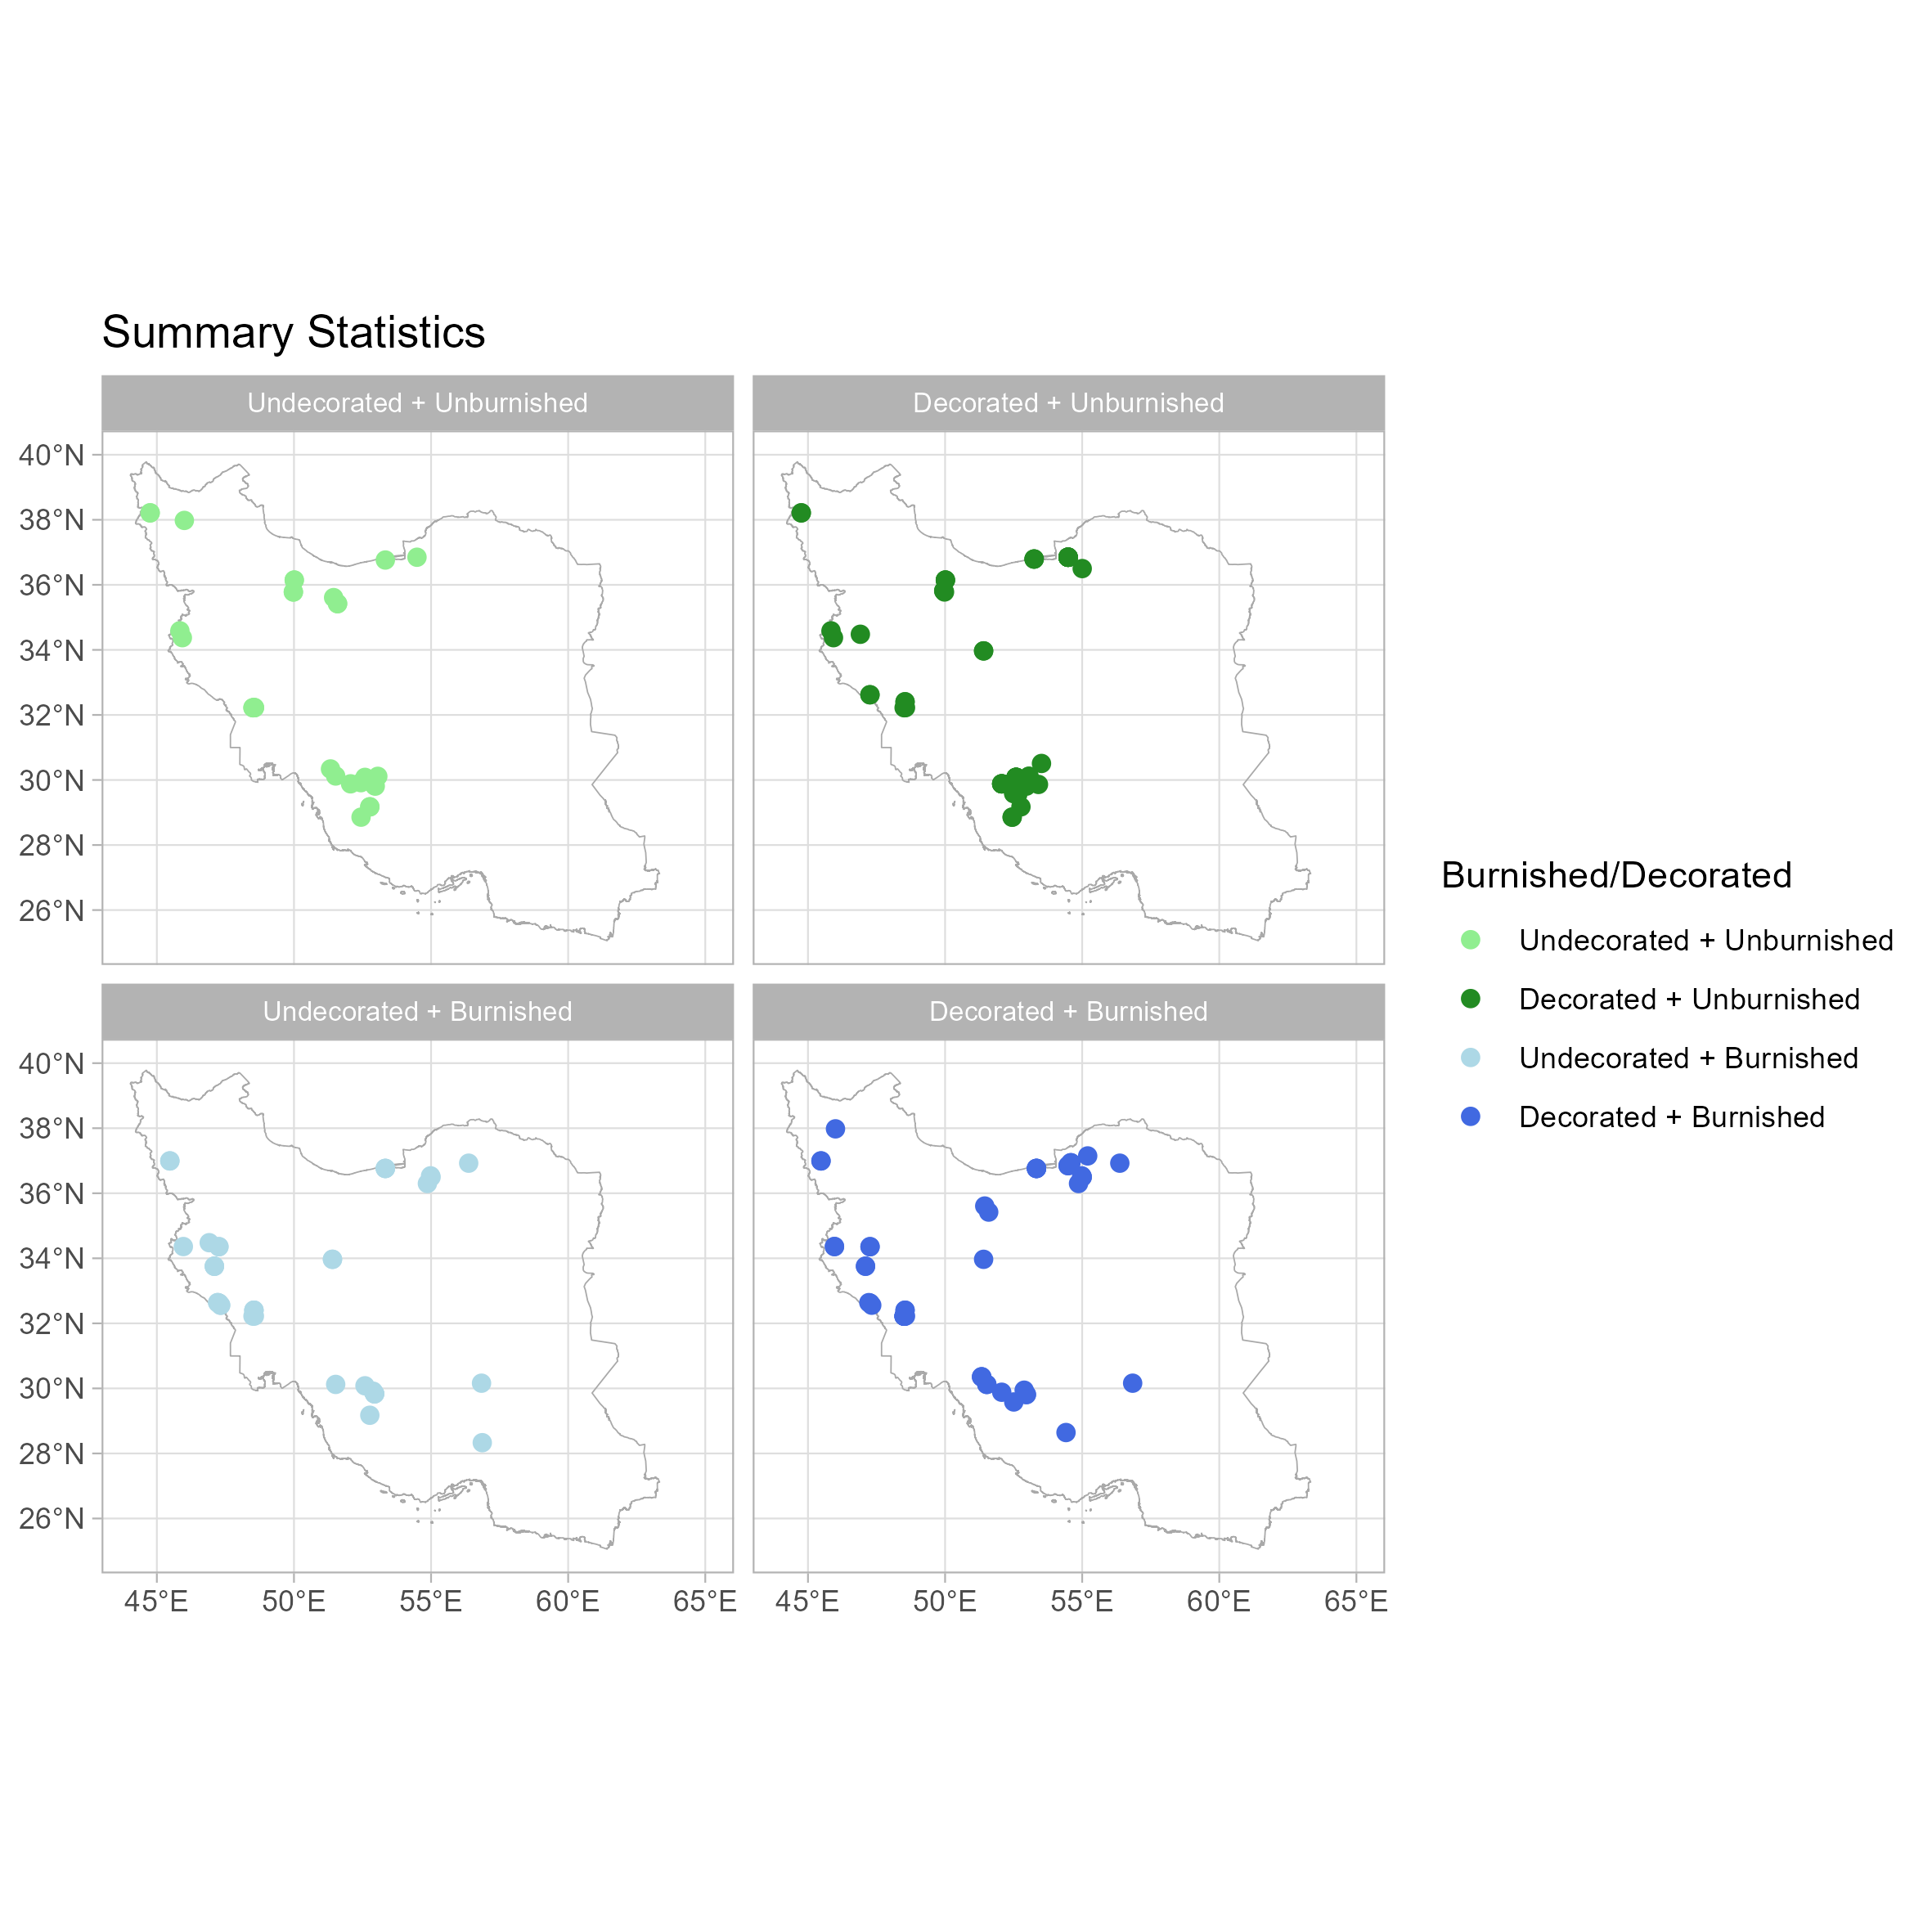 Summary Statistics
Undecorated + Unburnished
Decorated + Unburnished
40°N
38°N
36°N
34°N
32°N
30°N
28°N
26°N
Undecorated + Burnished
Decorated + Burnished
40°N
38°N
36°N
34°N
32°N
30°N
28°N
26°N
45°E 50°E 55°E 60°E 65°E
45°E 50°E 55°E 60°E 65°E
Burnished/Decorated
Undecorated + Unburnished
Decorated + Unburnished
Undecorated + Burnished
Decorated + Burnished